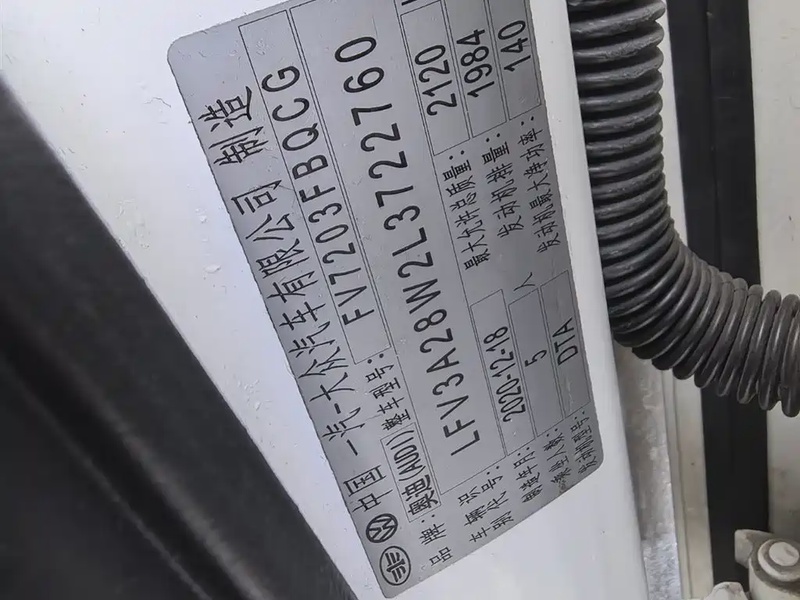 中国 一汽-大众汽车有限公司 制造
品牌: 奥迪(AUDI) 整车型号: FV7203FBQCG
车辆识别代号: LFV3A28W2L3722760
制造年月: 2020-12-18 最大允许总质量: 2120
乘坐人数: 5 人 发动机排量: 1984
发动机型号: DTA 发动机最大净功率: 140